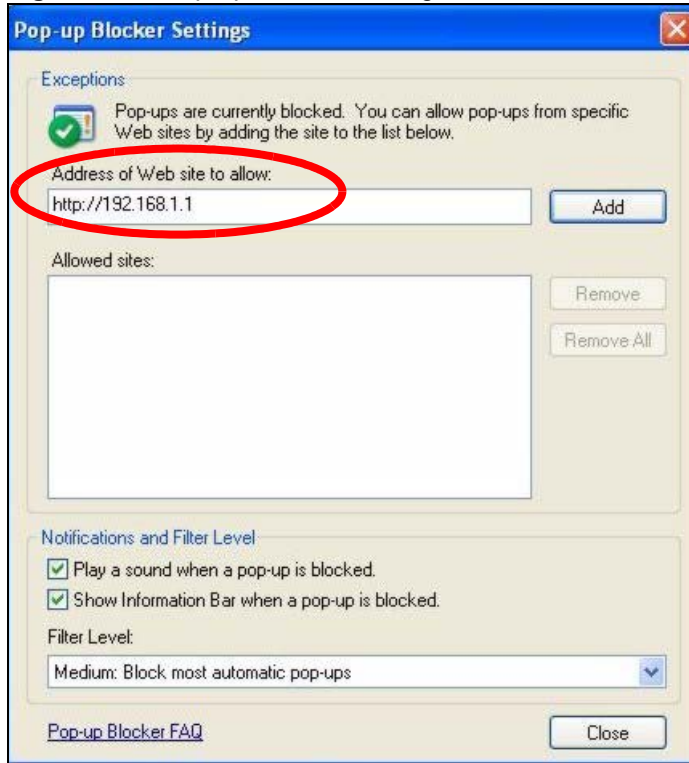 Pop-up Blocker Settings
Exceptions
Pop-ups are currently blocked. You can allow pop-ups from specific
Web sites by adding the site to the list below.
Address of Web site to allow:
http://192.168.1.1
Add
Allowed sites:
Remove
Remove All
Notifications and Filter Level
Play a sound when a pop-up is blocked.
Show Information Bar when a pop-up is blocked.
Filter Level:
Medium: Block most automatic pop-ups
Pop-up Blocker FAQ
Close